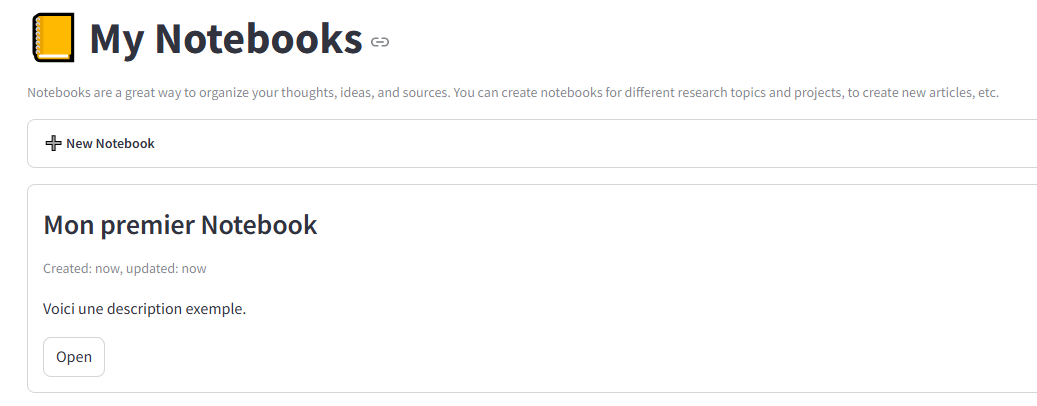 My Notebooks
Notebooks are a great way to organize your thoughts, ideas, and sources. You can create notebooks for different research topics and projects, to create new articles, etc.
New Notebook
Mon premier Notebook
Created: now, updated: now
Voici une description exemple.
Open